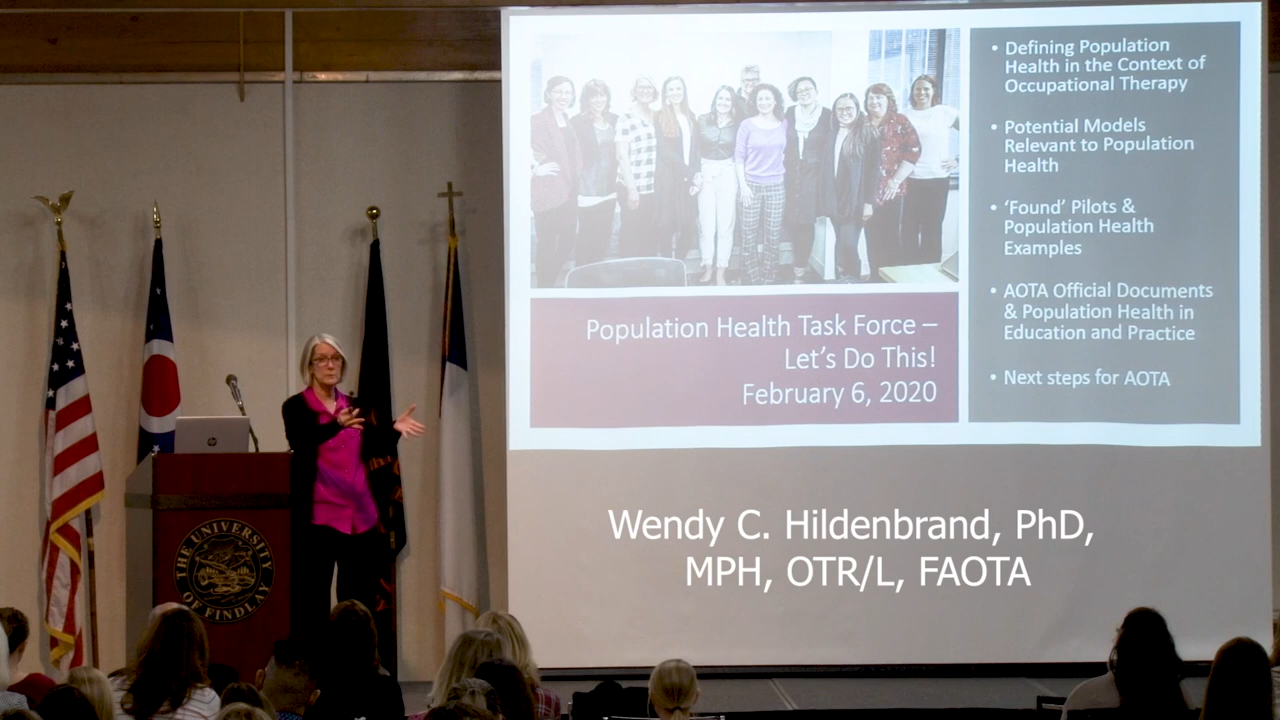 Population Health Task Force –
Let's Do This!
February 6, 2020
• Defining Population
Health in the Context of
Occupational Therapy
• Potential Models
Relevant to Population
Health
• 'Found' Pilots &
Population Health
Examples
• AOTA Official Documents
& Population Health in
Education and Practice
• Next steps for AOTA
Wendy C. Hildenbrand, PhD,
MPH, OTR/L, FAOTA
THE UNIVERSITY
OF FINDLAY
hp